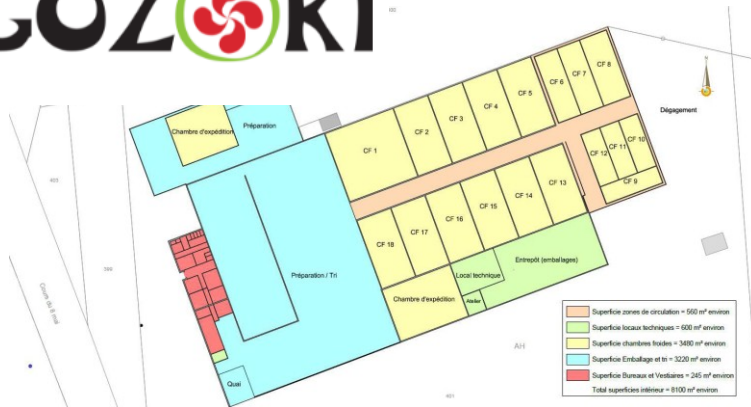 GOZOKI
Chambre d'expédition
Préparation
CF 1
CF 2
CF 3
CF 4
CF 5
CF 6
CF 7
CF 8
Dégagement
CF 12
CF 11
CF 10
CF 9
CF 18
CF 17
CF 16
CF 15
CF 14
CF 13
Préparation / Tri
Chambre d'expédition
Local technique
Atelier
Entrepôt (emballages)
Quai
Cours du 8 mai
AH
Superficie zones de circulation = 560 m² environ
Superficie locaux techniques = 600 m² environ
Superficie chambres froides = 3480 m² environ
Superficie Emballage et tri = 3220 m² environ
Superficie Bureaux et Vestiaires = 245 m² environ
Total superficies intérieur = 8100 m² environ